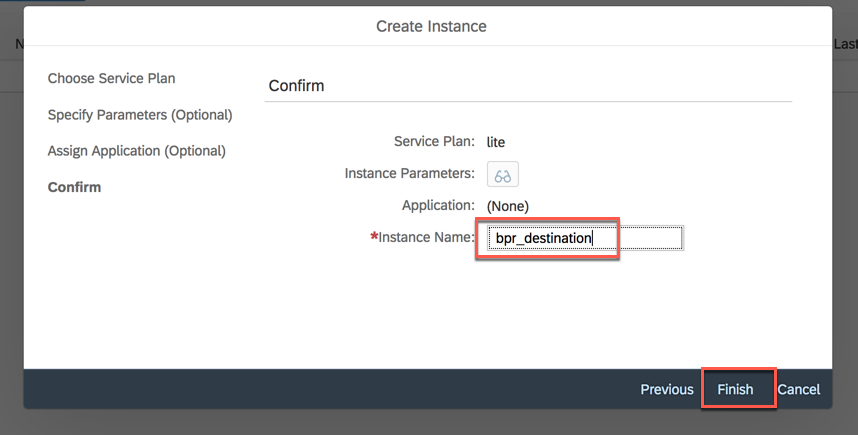 Create Instance
N
Last
Choose Service Plan
Specify Parameters (Optional)
Assign Application (Optional)
Confirm
Confirm
Service Plan: lite
Instance Parameters:
Application: (None)
*Instance Name: bpr_destination
Previous Finish Cancel